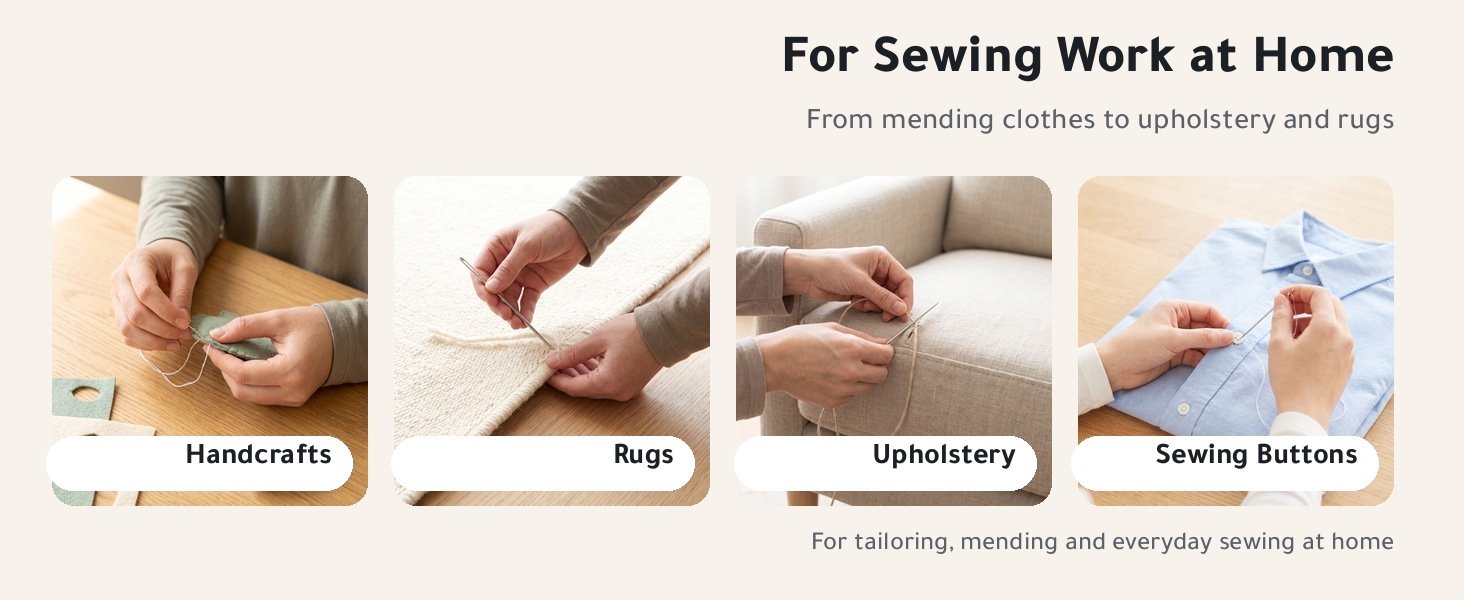 For Sewing Work at Home
From mending clothes to upholstery and rugs
Handcrafts
Rugs
Upholstery
Sewing Buttons
For tailoring, mending and everyday sewing at home